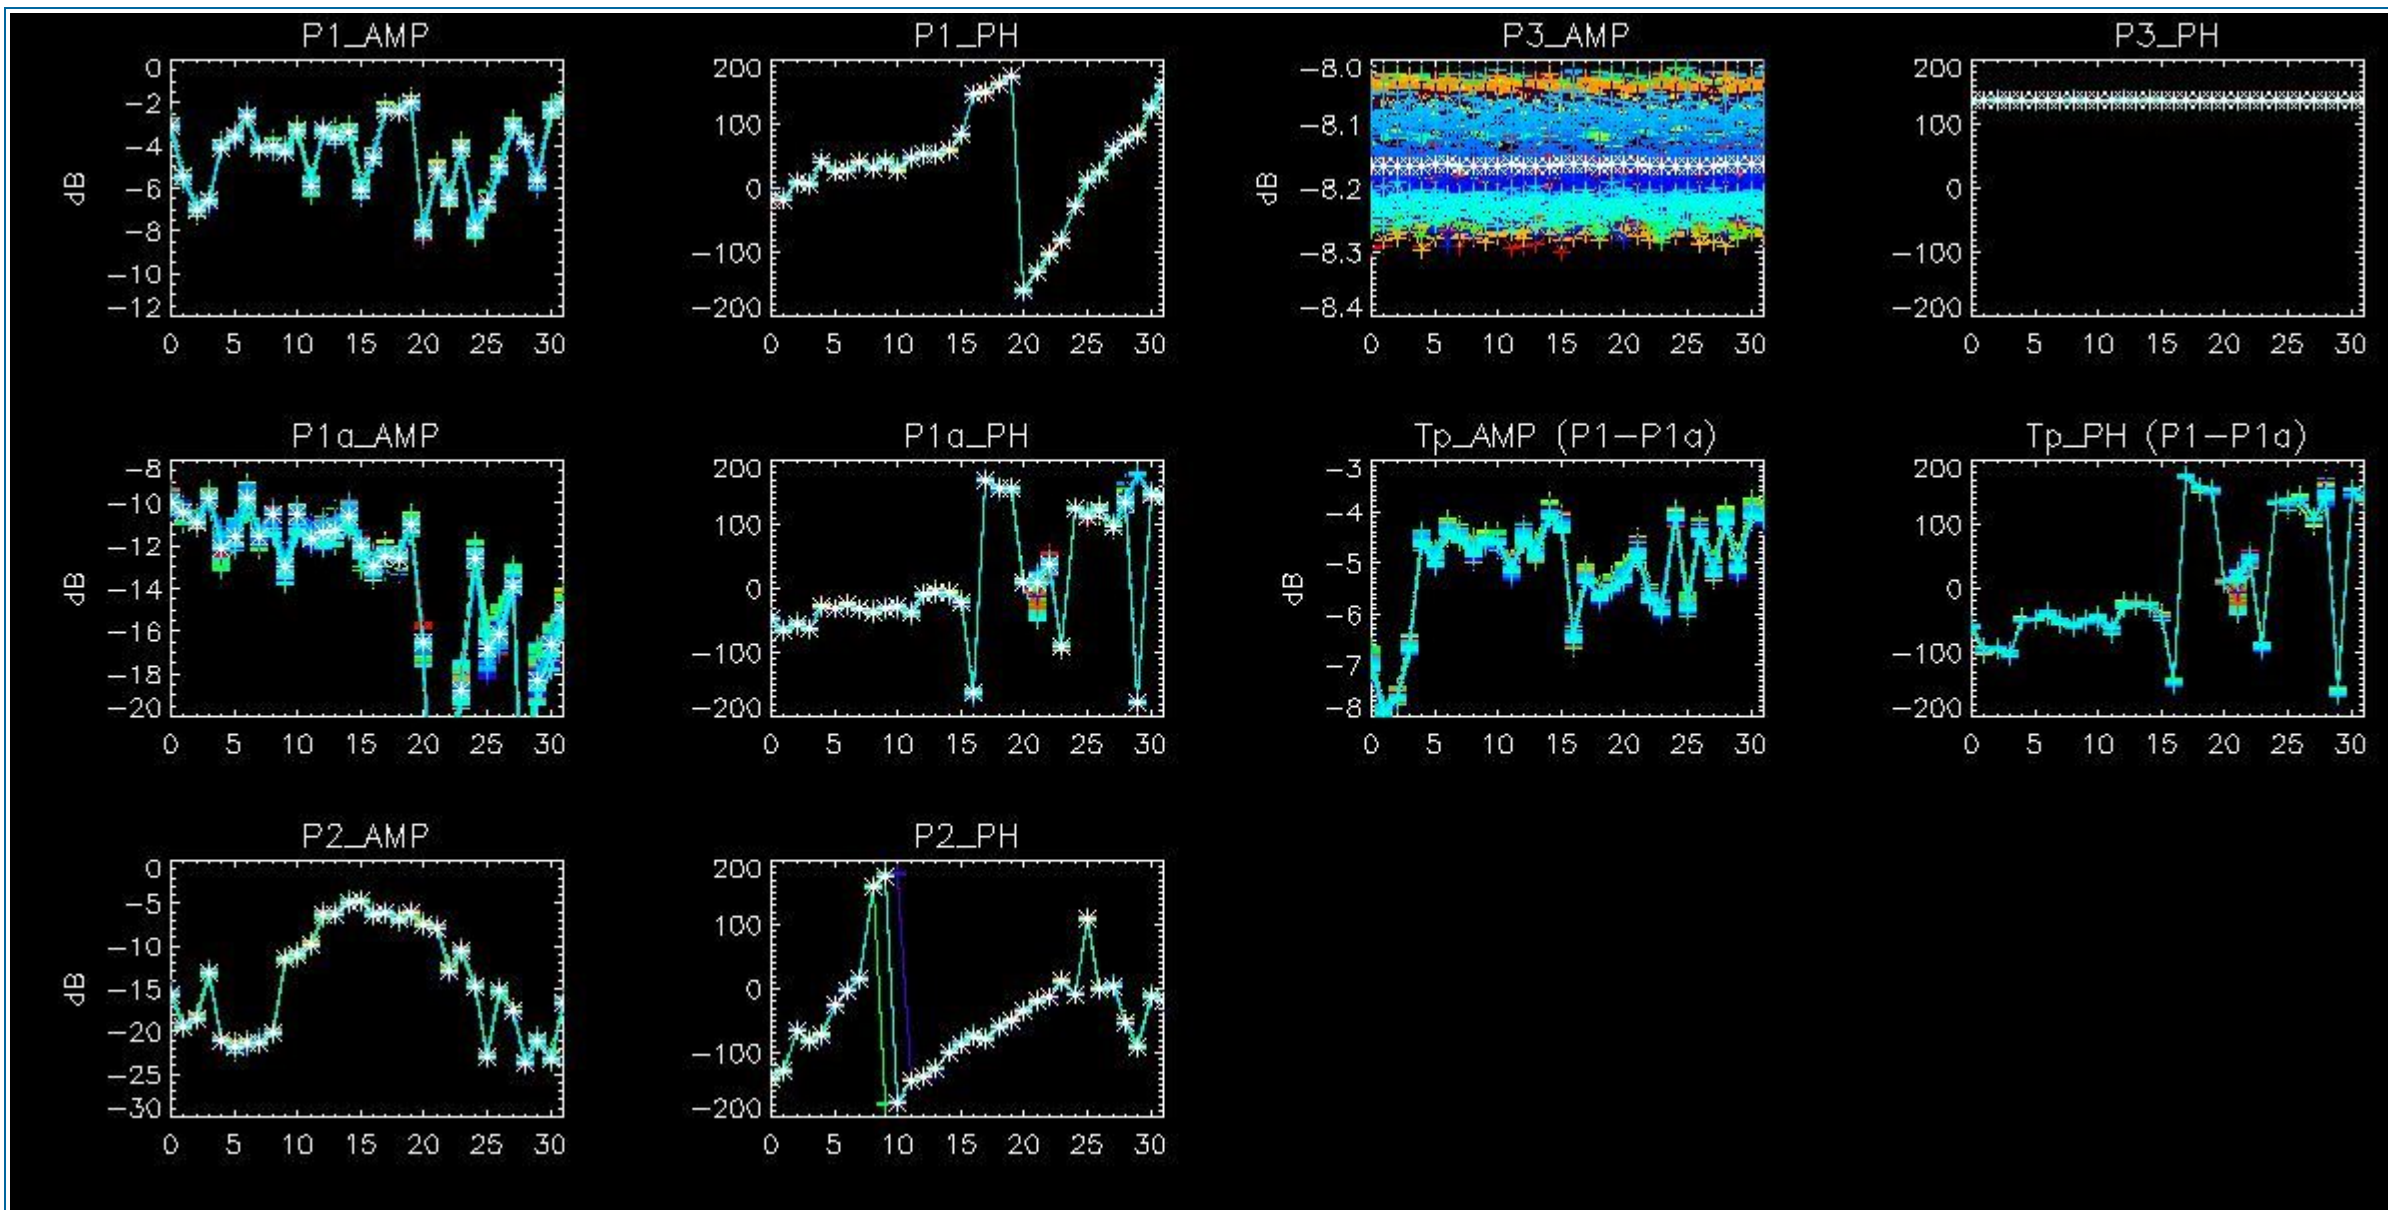 P1_AMP P1_PH P3_AMP P3_PH
0 200 -8.0 200
-2 100 -8.1 100
-4 0 -8.2 0
-6 -100 -8.3 -100
-8 -200 -8.4 -200
-10
-12
dB dB
0 5 10 15 20 25 30 0 5 10 15 20 25 30 0 5 10 15 20 25 30 0 5 10 15 20 25 30
P1a_AMP P1a_PH Tp_AMP (P1-P1a) Tp_PH (P1-P1a)
-8 200 -3 200
-10 100 -4 100
-12 0 -5 0
-14 -100 -6 -100
-16 -200 -7 -200
-18 -8
-20
dB dB
0 5 10 15 20 25 30 0 5 10 15 20 25 30 0 5 10 15 20 25 30 0 5 10 15 20 25 30
P2_AMP P2_PH
0 200
-5 100
-10 0
-15 -100
-20 -200
-25
-30
dB
0 5 10 15 20 25 30 0 5 10 15 20 25 30